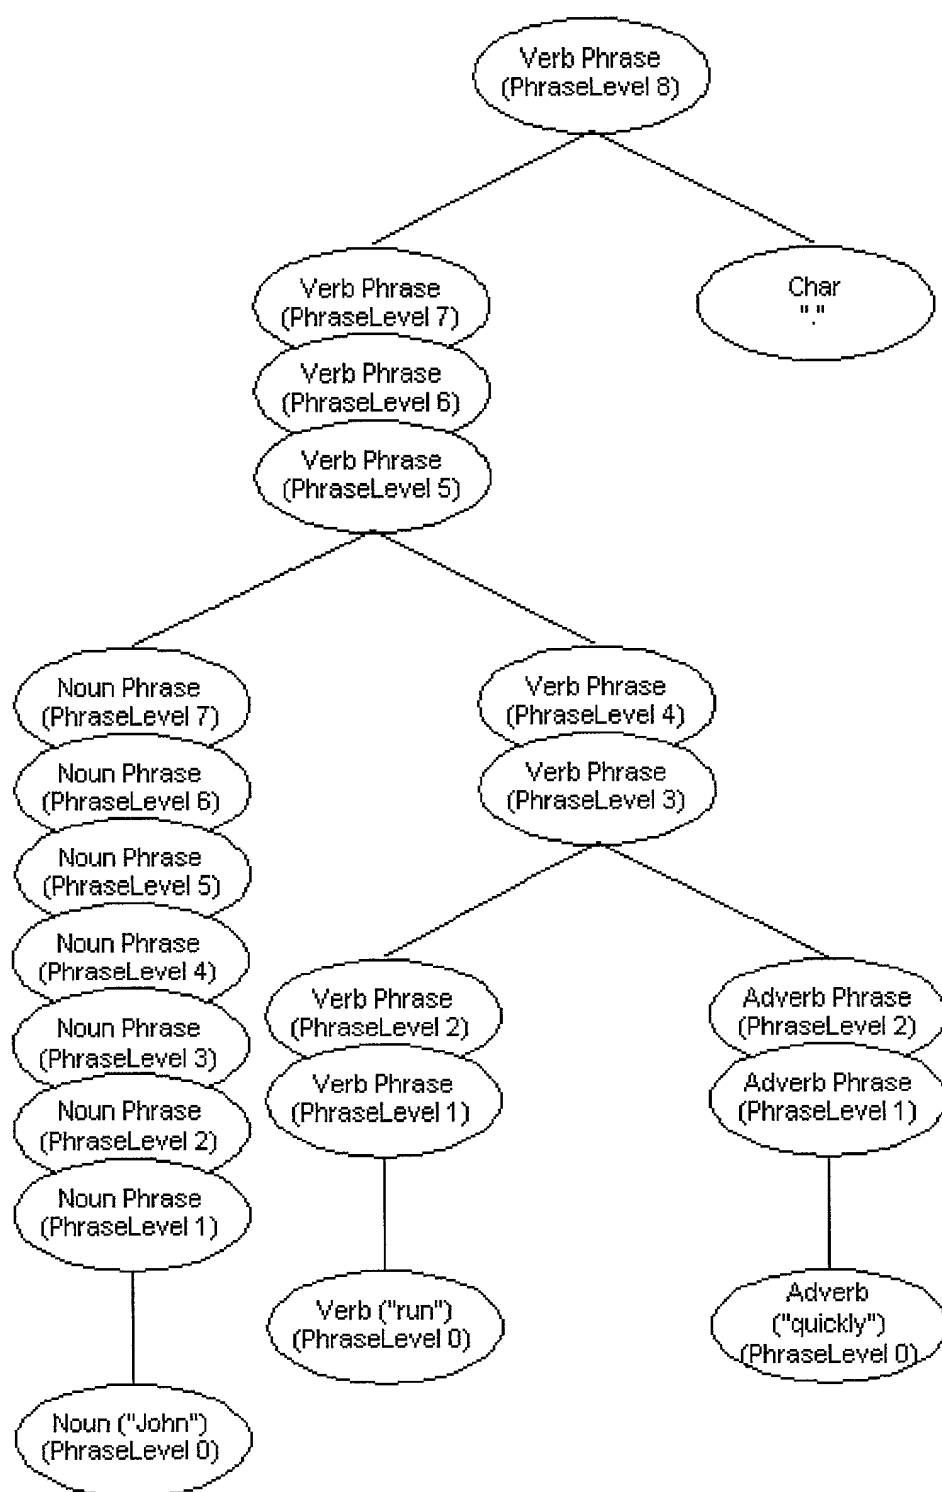 Verb Phrase
(PhraseLevel 8)
Verb Phrase
(PhraseLevel 7)
Char
"."
Verb Phrase
(PhraseLevel 6)
Verb Phrase
(PhraseLevel 5)
Noun Phrase
(PhraseLevel 7)
Noun Phrase
(PhraseLevel 6)
Noun Phrase
(PhraseLevel 5)
Noun Phrase
(PhraseLevel 4)
Noun Phrase
(PhraseLevel 3)
Noun Phrase
(PhraseLevel 2)
Noun Phrase
(PhraseLevel 1)
Noun ("John")
(PhraseLevel 0)
Verb Phrase
(PhraseLevel 4)
Verb Phrase
(PhraseLevel 3)
Verb Phrase
(PhraseLevel 2)
Verb Phrase
(PhraseLevel 1)
Verb ("run")
(PhraseLevel 0)
Adverb Phrase
(PhraseLevel 2)
Adverb Phrase
(PhraseLevel 1)
Adverb
("quickly")
(PhraseLevel 0)